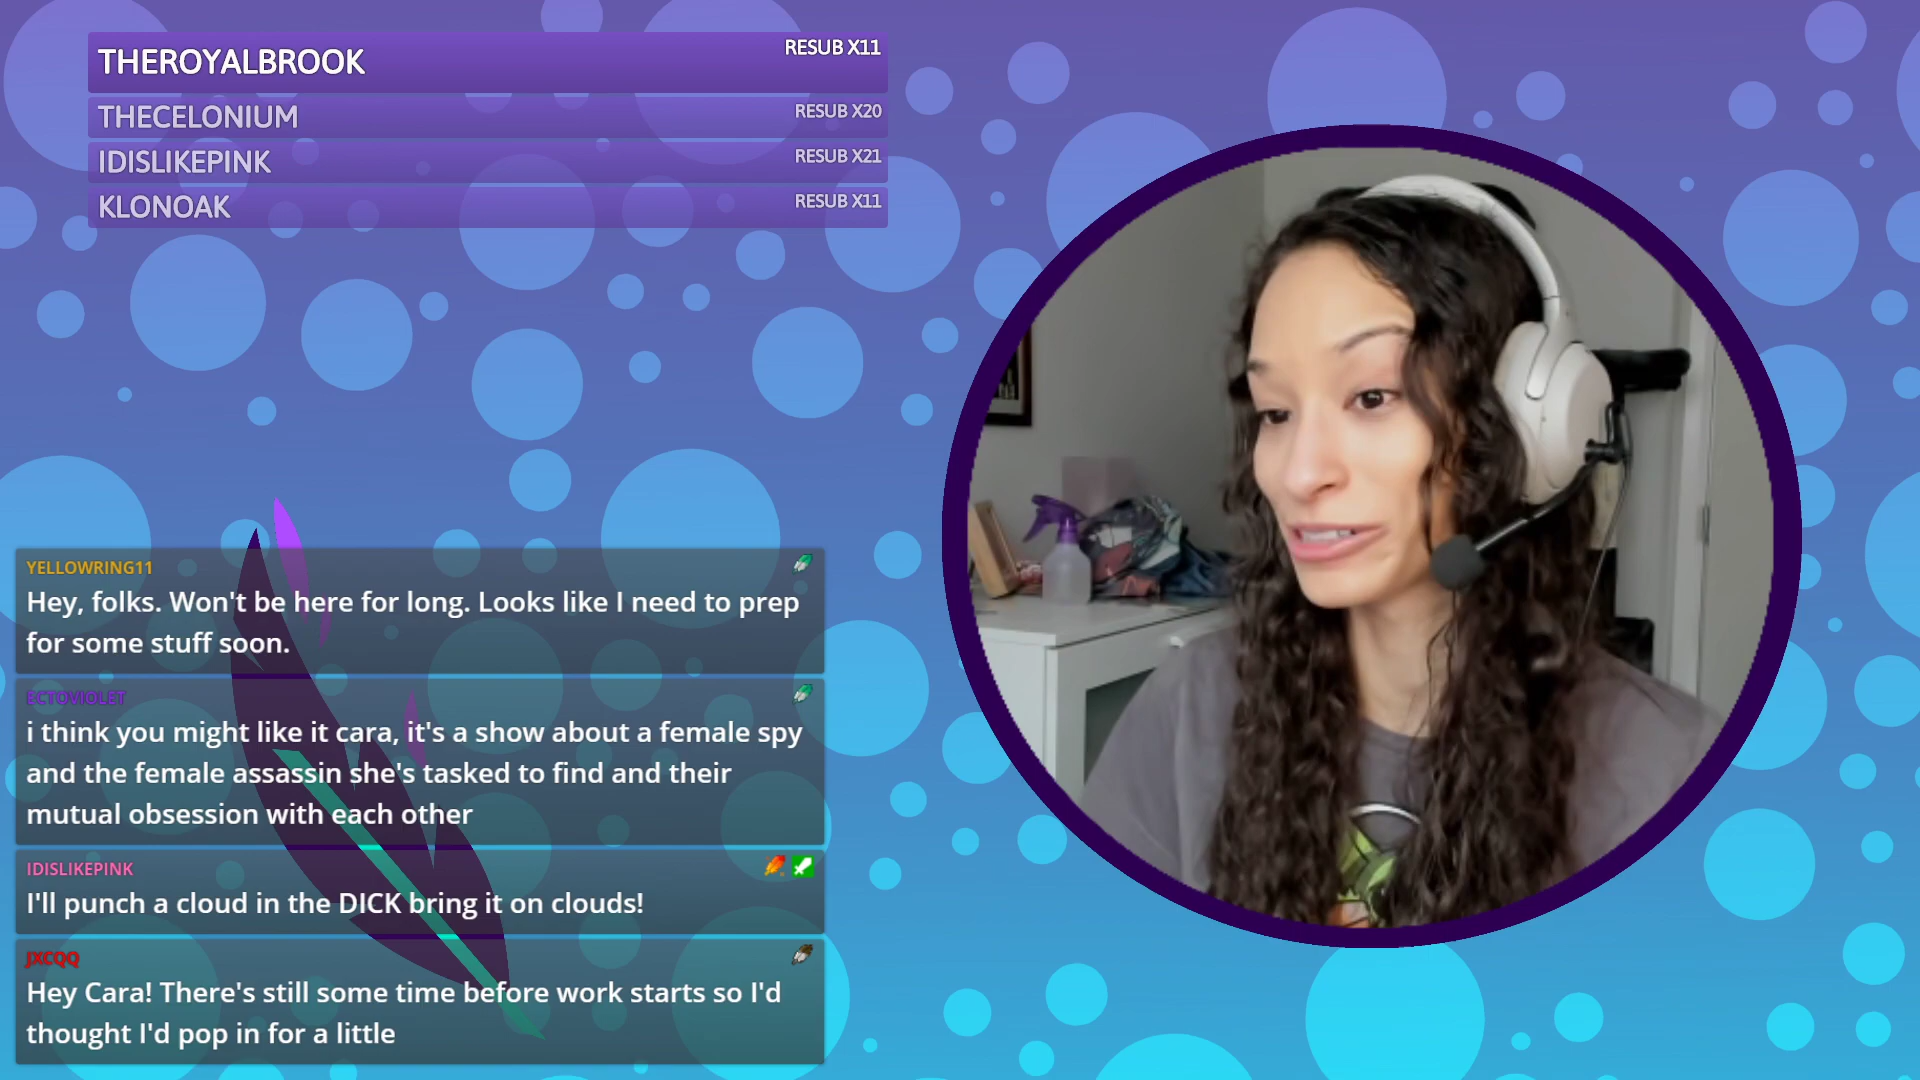 THEROYALBROOK RESUB X11
THECELONIUM RESUB X20
IDISLIKEPINK RESUB X21
KLONOAK RESUB X11
YELLOWRING11
Hey, folks. Won't be here for long. Looks like I need to prep
for some stuff soon.
ECTOVIOLET
i think you might like it cara, it's a show about a female spy
and the female assassin she's tasked to find and their
mutual obsession with each other
IDISLIKEPINK
I'll punch a cloud in the DICK bring it on clouds!
JXCQQ
Hey Cara! There's still some time before work starts so I'd
thought I'd pop in for a little